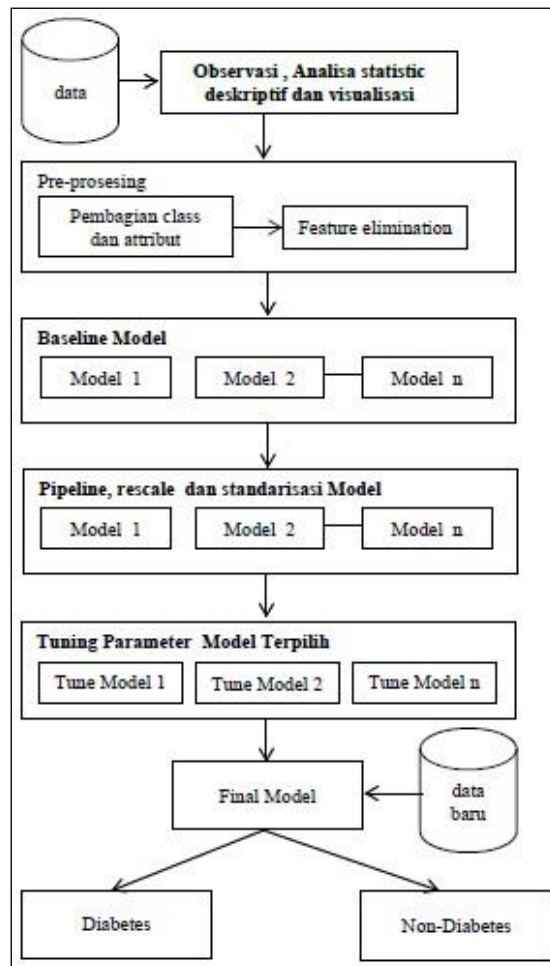 data
Observasi , Analisa statistic
deskriptif dan visualisasi
Pre-prosesing
Pembagian class
dan attribut
Feature elimination
Baseline Model
Model 1
Model 2
Model n
Pipeline, rescale dan standarisasi Model
Model 1
Model 2
Model n
Tuning Parameter Model Terpilih
Tune Model 1
Tune Model 2
Tune Model n
Final Model
data
baru
Diabetes
Non-Diabetes